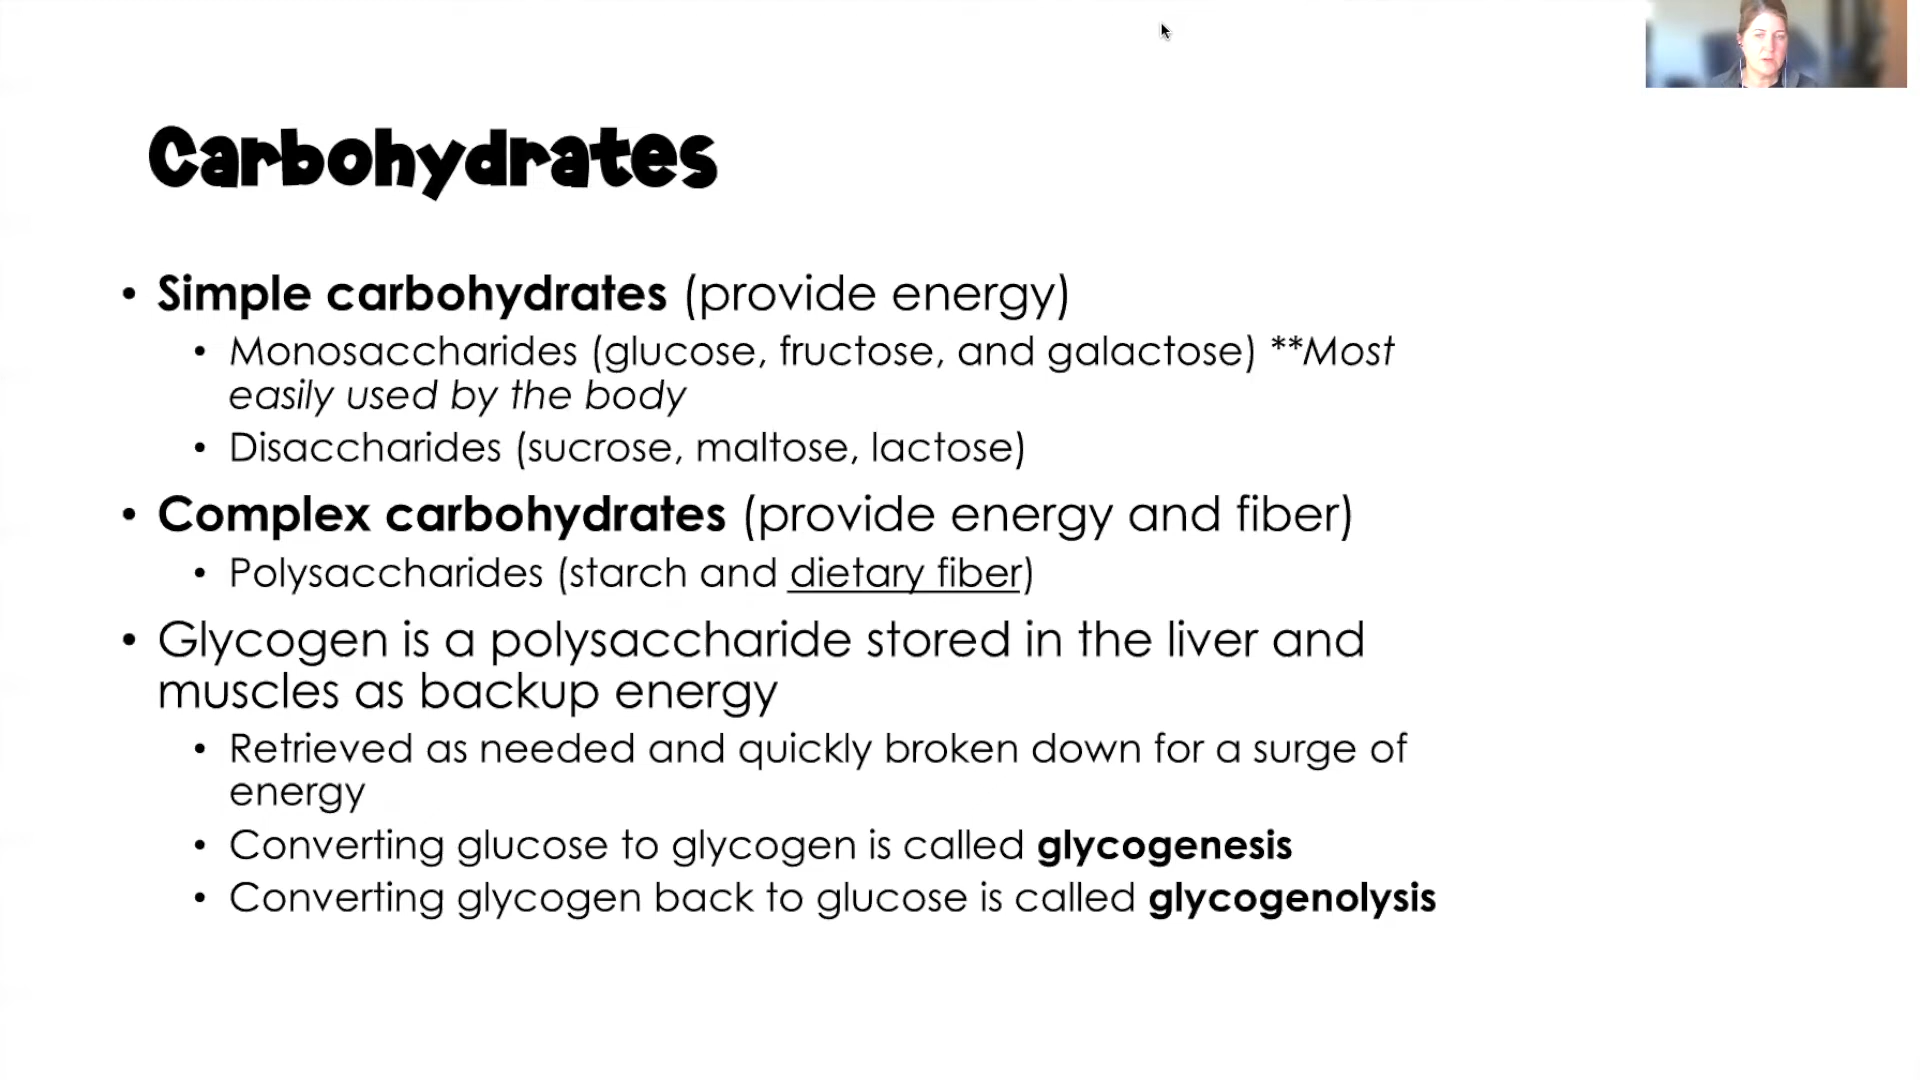 Carbohydrates
• Simple carbohydrates (provide energy)
• Monosaccharides (glucose, fructose, and galactose) **Most
easily used by the body
• Disaccharides (sucrose, maltose, lactose)
• Complex carbohydrates (provide energy and fiber)
• Polysaccharides (starch and dietary fiber)
• Glycogen is a polysaccharide stored in the liver and
muscles as backup energy
• Retrieved as needed and quickly broken down for a surge of
energy
• Converting glucose to glycogen is called glycogenesis
• Converting glycogen back to glucose is called glycogenolysis